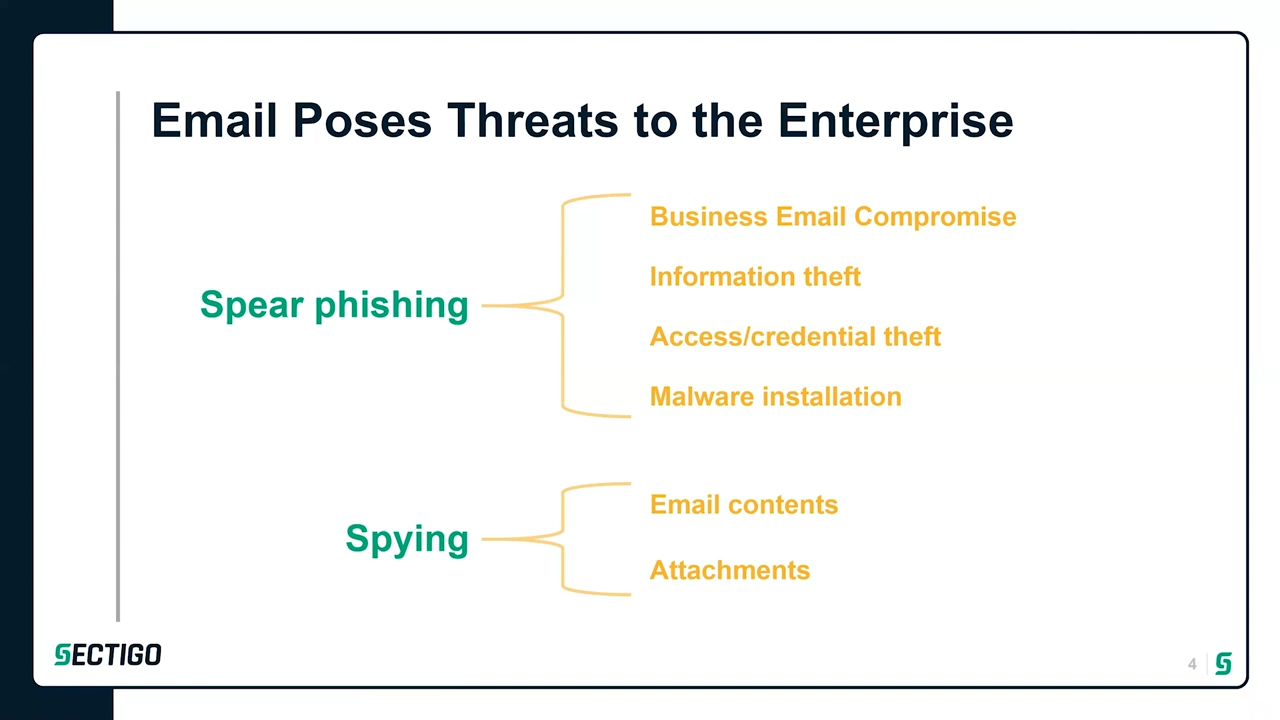 Email Poses Threats to the Enterprise
Spear phishing
Business Email Compromise
Information theft
Access/credential theft
Malware installation
Spying
Email contents
Attachments
SECTIGO
4